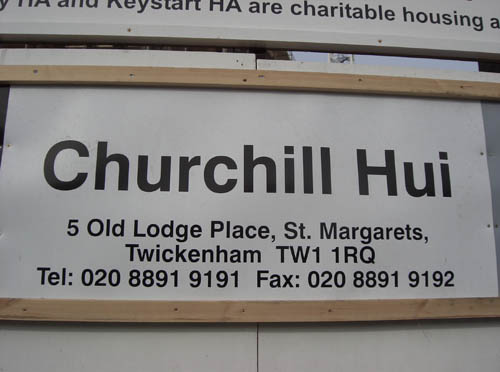 HA and Keystart HA are charitable housing
Churchill Hui
5 Old Lodge Place, St. Margarets,
Twickenham TW1 1RQ
Tel: 020 8891 9191 Fax: 020 8891 9192